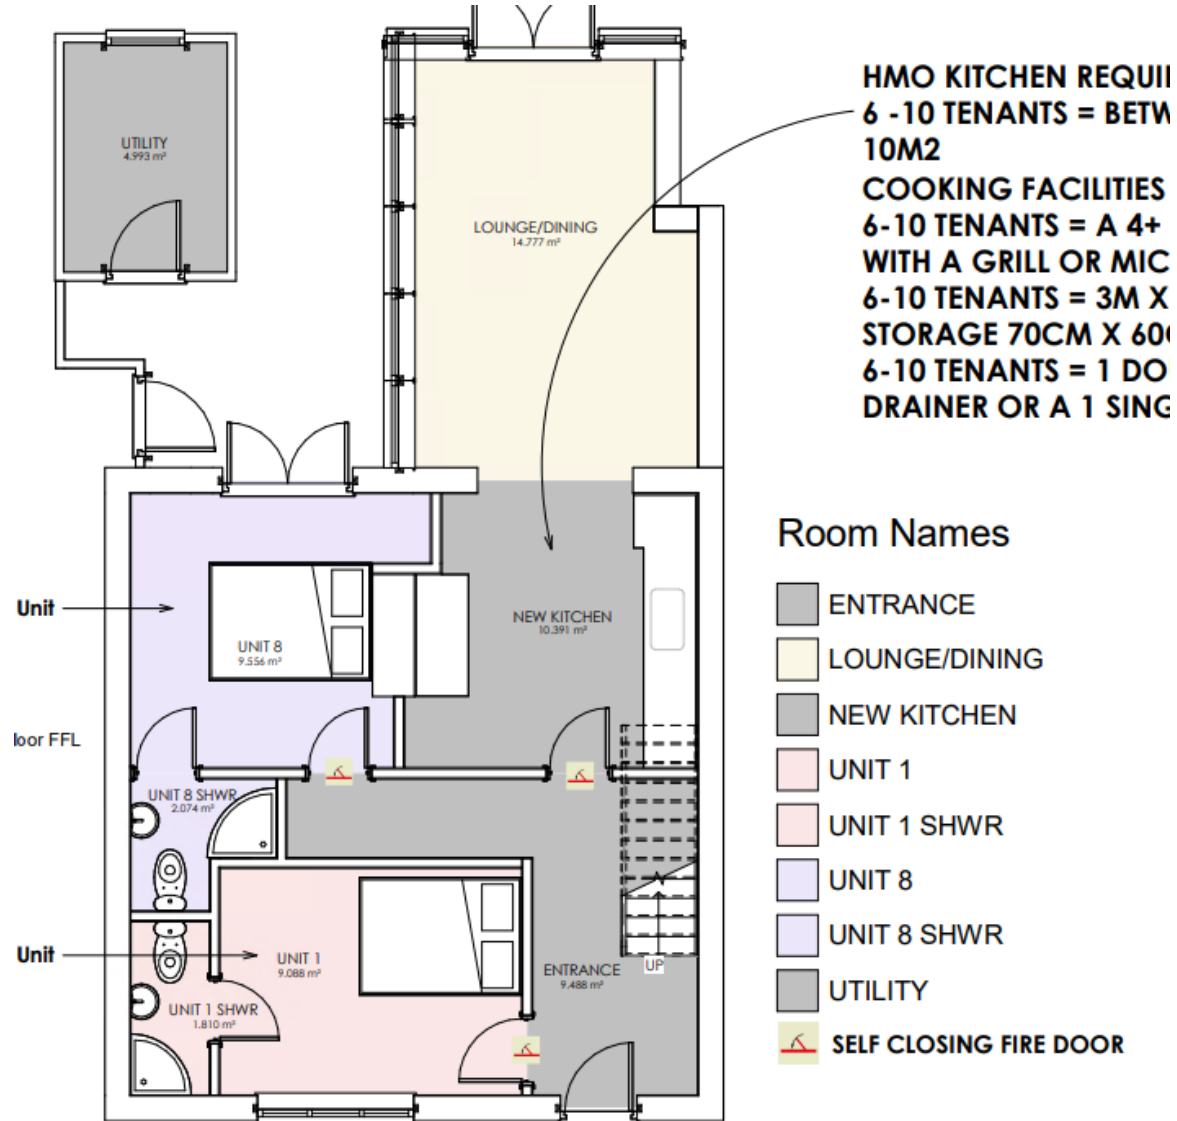 UTILITY
4.993 m²
LOUNGE/DINING
14.777 m²
HMO KITCHEN REQUI
6 -10 TENANTS = BETW
10M2
COOKING FACILITIES
6-10 TENANTS = A 4+
WITH A GRILL OR MIC
6-10 TENANTS = 3M X
STORAGE 70CM X 60
6-10 TENANTS = 1 DO
DRAINER OR A 1 SING
Unit
UNIT 8
9.556 m²
NEW KITCHEN
10.391 m²
loor FFL
UNIT 8 SHWR
2.074 m²
Unit
UNIT 1
9.088 m²
ENTRANCE
9.488 m²
UP
UNIT 1 SHWR
1.810 m²
Room Names
ENTRANCE
LOUNGE/DINING
NEW KITCHEN
UNIT 1
UNIT 1 SHWR
UNIT 8
UNIT 8 SHWR
UTILITY
SELF CLOSING FIRE DOOR